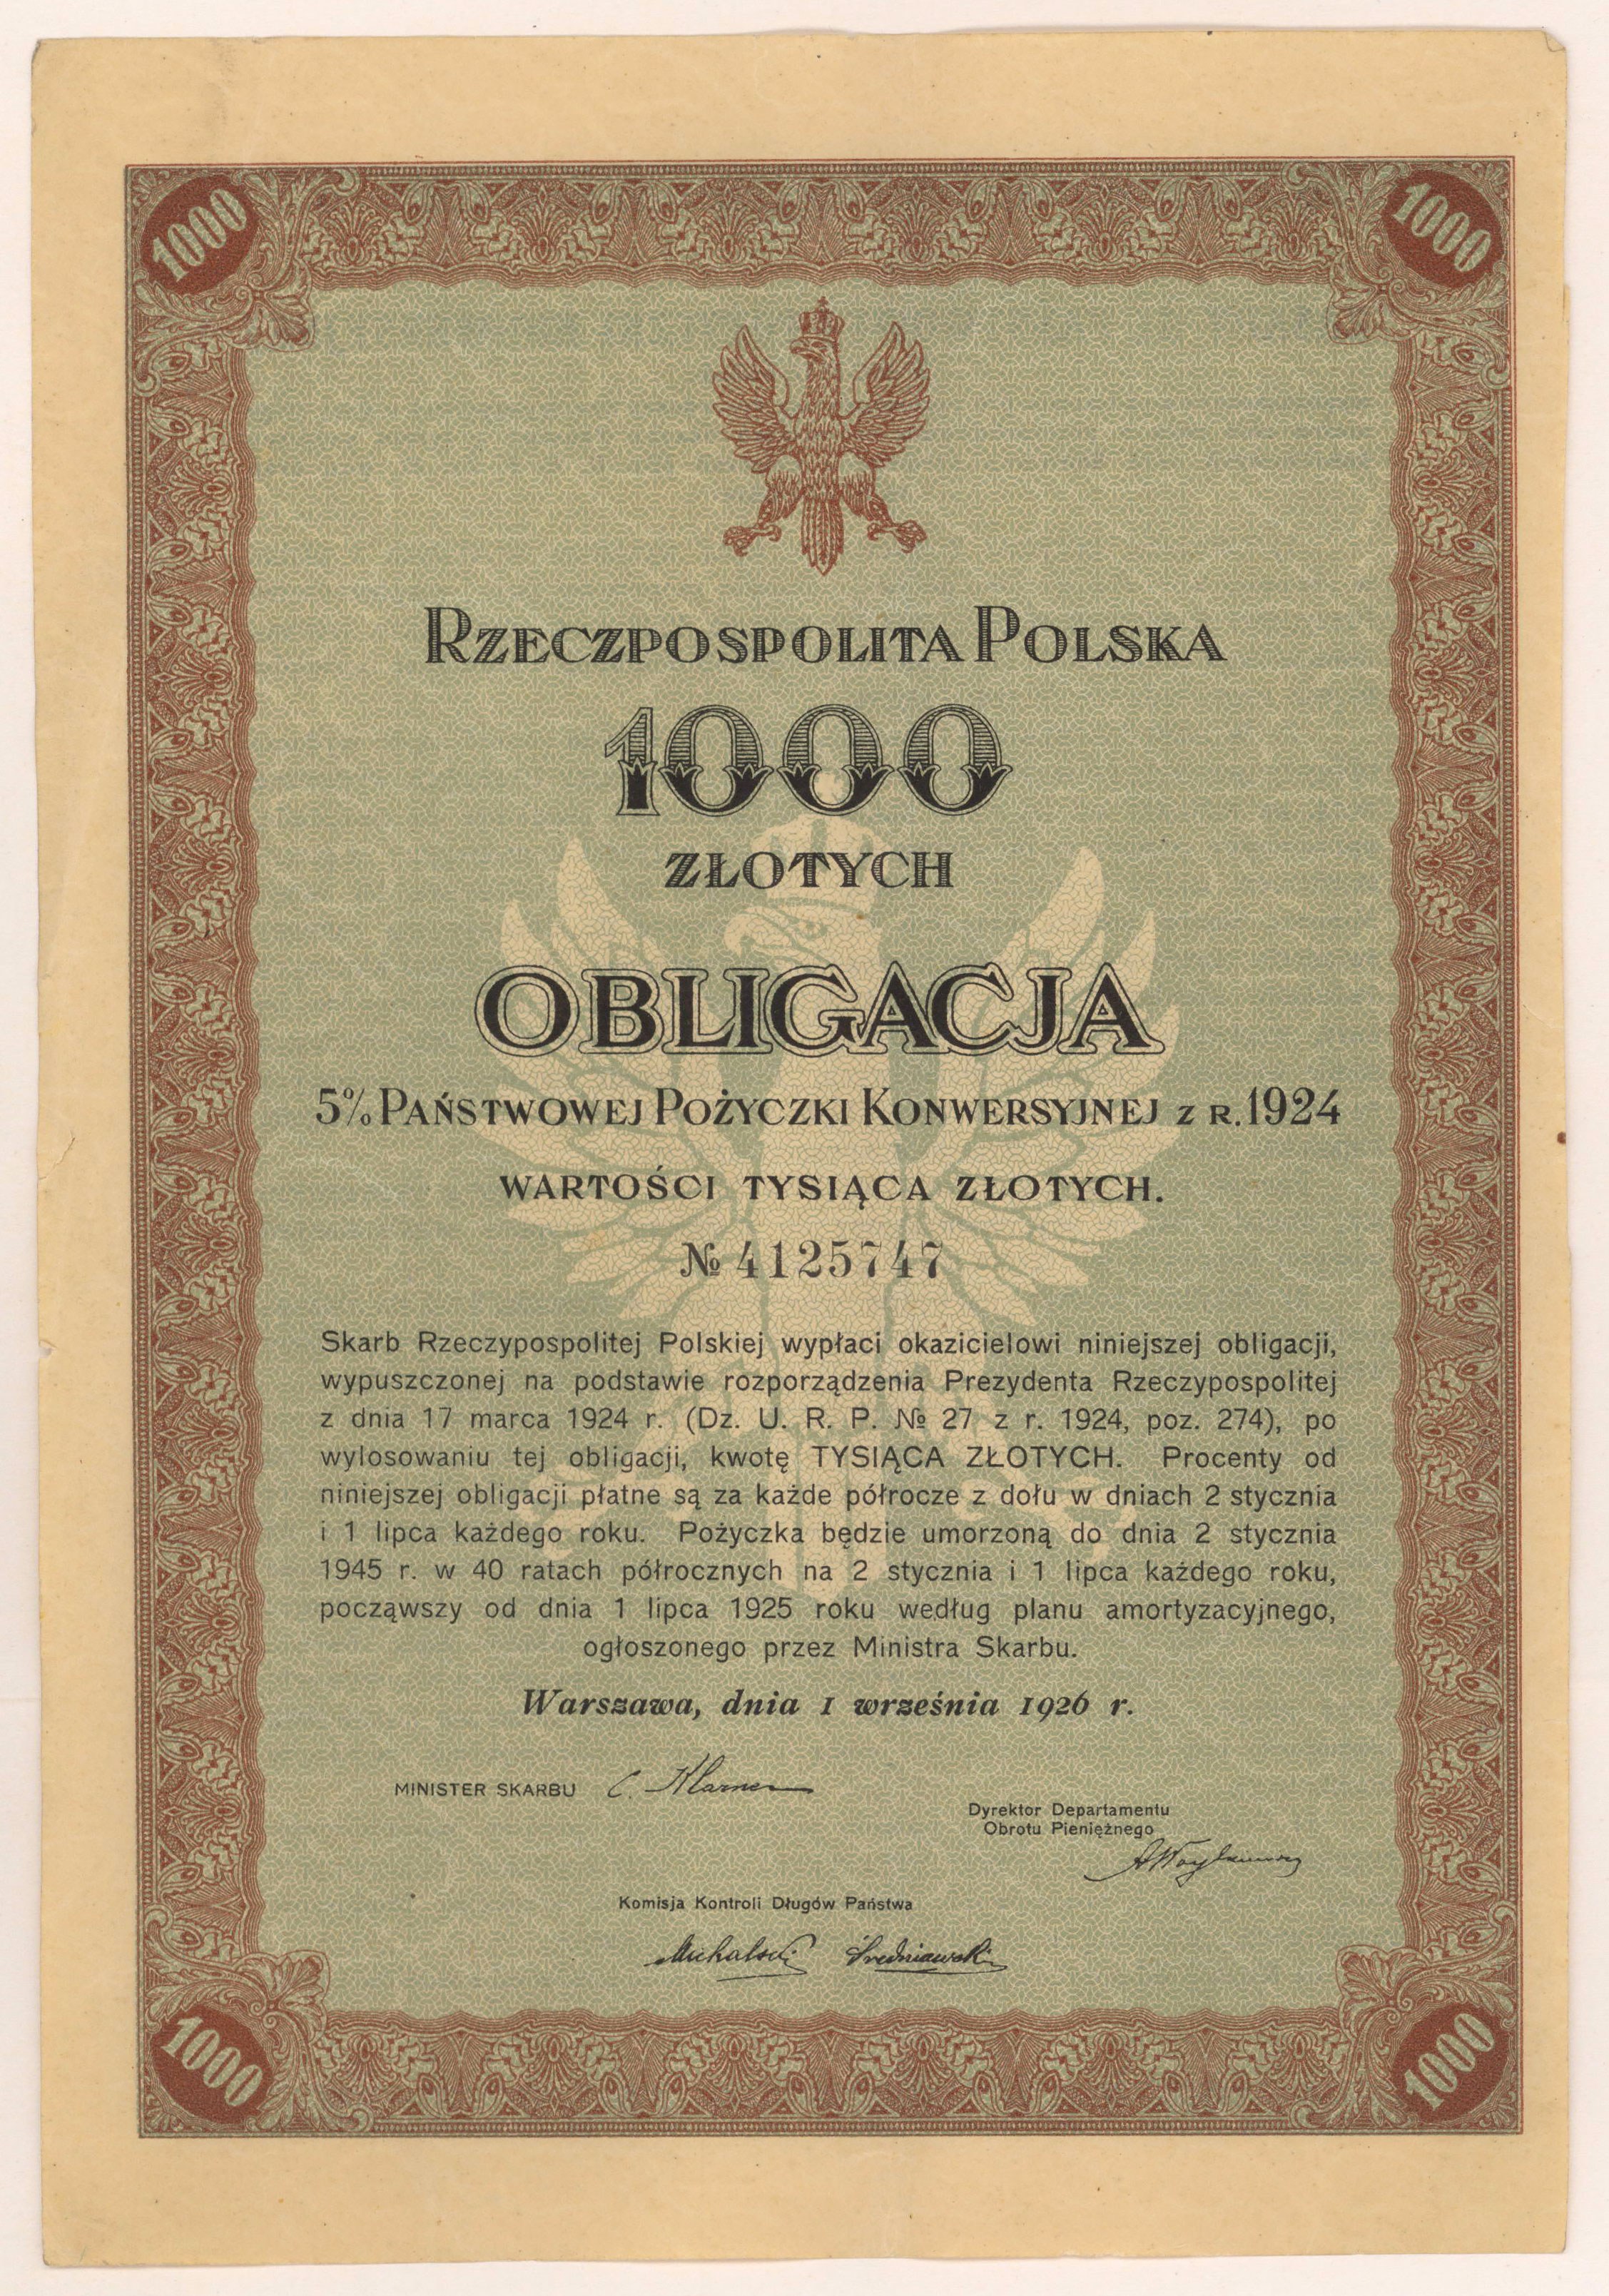 1000
1000
RZECZPOSPOLITA POLSKA
1000
ZŁOTYCH
OBLIGACJA
5% PAŃSTWOWEJ POŻYCZKI KONWERSYJNEJ Z R. 1924
WARTOŚCI TYSIĄCA ZŁOTYCH.
№ 4125747
Skarb Rzeczypospolitej Polskiej wypłaci okazicielowi niniejszej obligacji,
wypuszczonej na podstawie rozporządzenia Prezydenta Rzeczypospolitej
z dnia 17 marca 1924 r. (Dz. U. R. P. № 27 z r. 1924, poz. 274), po
wylosowaniu tej obligacji, kwotę TYSIĄCA ZŁOTYCH. Procenty od
niniejszej obligacji płatne są za każde półrocze z dołu w dniach 2 stycznia
i 1 lipca każdego roku. Pożyczka będzie umorzoną do dnia 2 stycznia
1945 r. w 40 ratach półrocznych na 2 stycznia i 1 lipca każdego roku,
począwszy od dnia 1 lipca 1925 roku według planu amortyzacyjnego,
ogłoszonego przez Ministra Skarbu.
Warszawa, dnia 1 września 1926 r.
MINISTER SKARBU C. Klarner
Dyrektor Departamentu
Obrotu Pieniężnego
Komisja Kontroli Długów Państwa
Michalski Średniawski
1000
1000